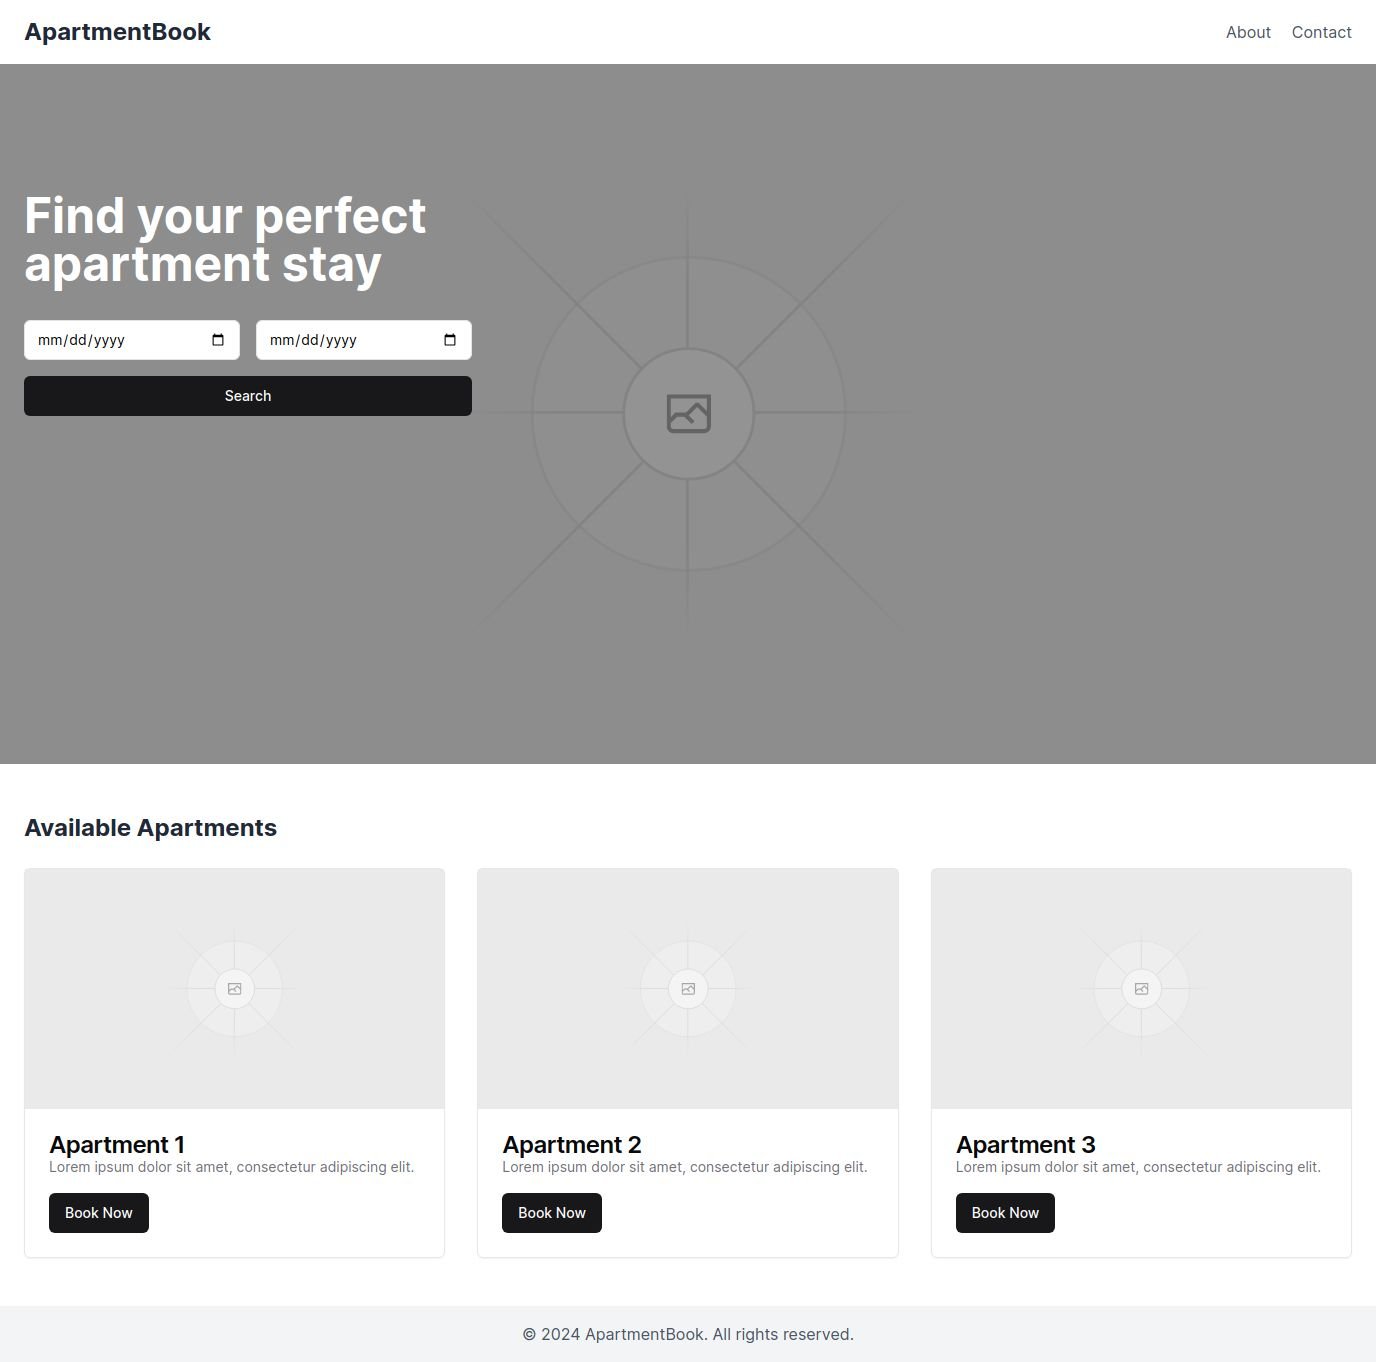 ApartmentBook
About Contact
Find your perfect
apartment stay
mm/dd/yyyy mm/dd/yyyy
Search
Available Apartments
Apartment 1
Lorem ipsum dolor sit amet, consectetur adipiscing elit.
Book Now
Apartment 2
Lorem ipsum dolor sit amet, consectetur adipiscing elit.
Book Now
Apartment 3
Lorem ipsum dolor sit amet, consectetur adipiscing elit.
Book Now
© 2024 ApartmentBook. All rights reserved.